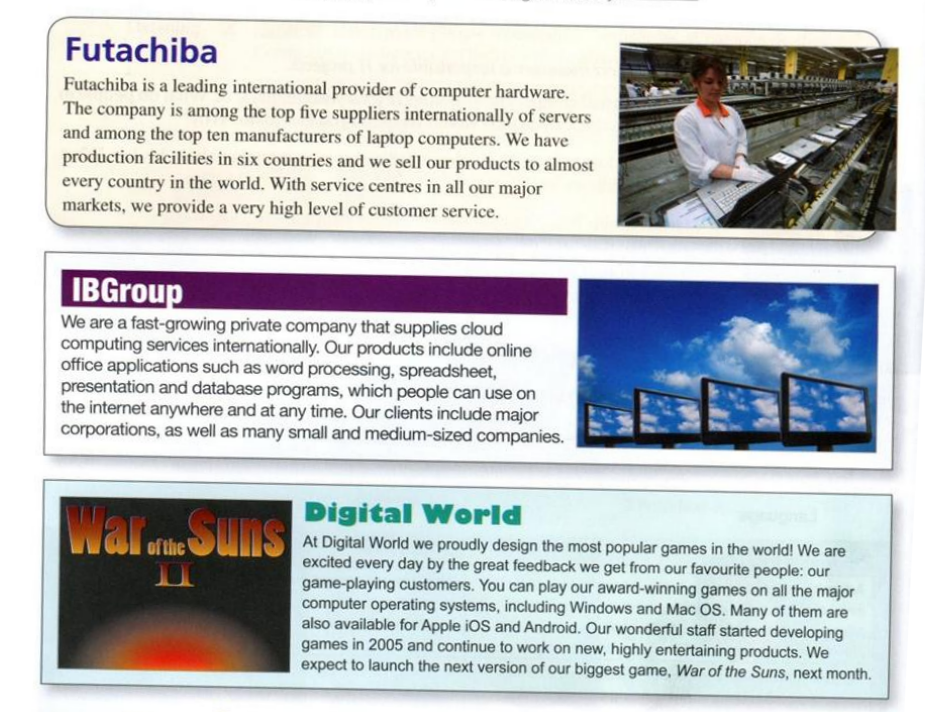 Futachiba
Futachiba is a leading international provider of computer hardware.
The company is among the top five suppliers internationally of servers
and among the top ten manufacturers of laptop computers. We have
production facilities in six countries and we sell our products to almost
every country in the world. With service centres in all our major
markets, we provide a very high level of customer service.
IBGroup
We are a fast-growing private company that supplies cloud
computing services internationally. Our products include online
office applications such as word processing, spreadsheet,
presentation and database programs, which people can use on
the internet anywhere and at any time. Our clients include major
corporations, as well as many small and medium-sized companies.
War of the Suns
II
Digital World
At Digital World we proudly design the most popular games in the world! We are
excited every day by the great feedback we get from our favourite people: our
game-playing customers. You can play our award-winning games on all the major
computer operating systems, including Windows and Mac OS. Many of them are
also available for Apple iOS and Android. Our wonderful staff started developing
games in 2005 and continue to work on new, highly entertaining products. We
expect to launch the next version of our biggest game, War of the Suns, next month.